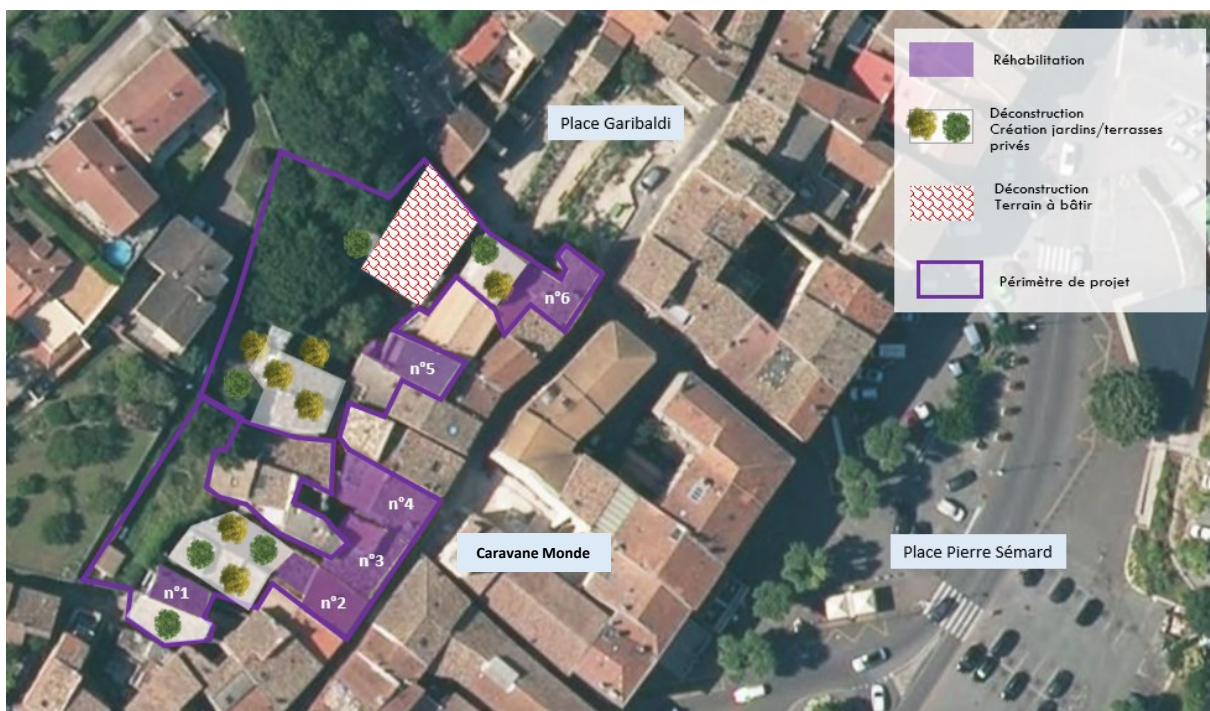 Place Garibaldi
Réhabilitation
Déconstruction
Création jardins/terrasses
privés
Déconstruction
Terrain à bâtir
Périmètre de projet
n°6
n°5
n°4
n°3
n°1
n°2
Caravane Monde
Place Pierre Sémard